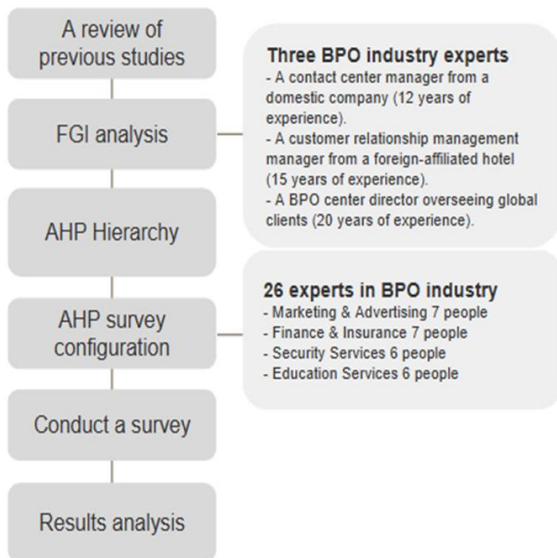 A review of
previous studies
FGI analysis
AHP Hierarchy
AHP survey
configuration
Conduct a survey
Results analysis
Three BPO industry experts
- A contact center manager from a
domestic company (12 years of
experience).
- A customer relationship management
manager from a foreign-affiliated hotel
(15 years of experience).
- A BPO center director overseeing global
clients (20 years of experience).
26 experts in BPO industry
- Marketing & Advertising 7 people
- Finance & Insurance 7 people
- Security Services 6 people
- Education Services 6 people